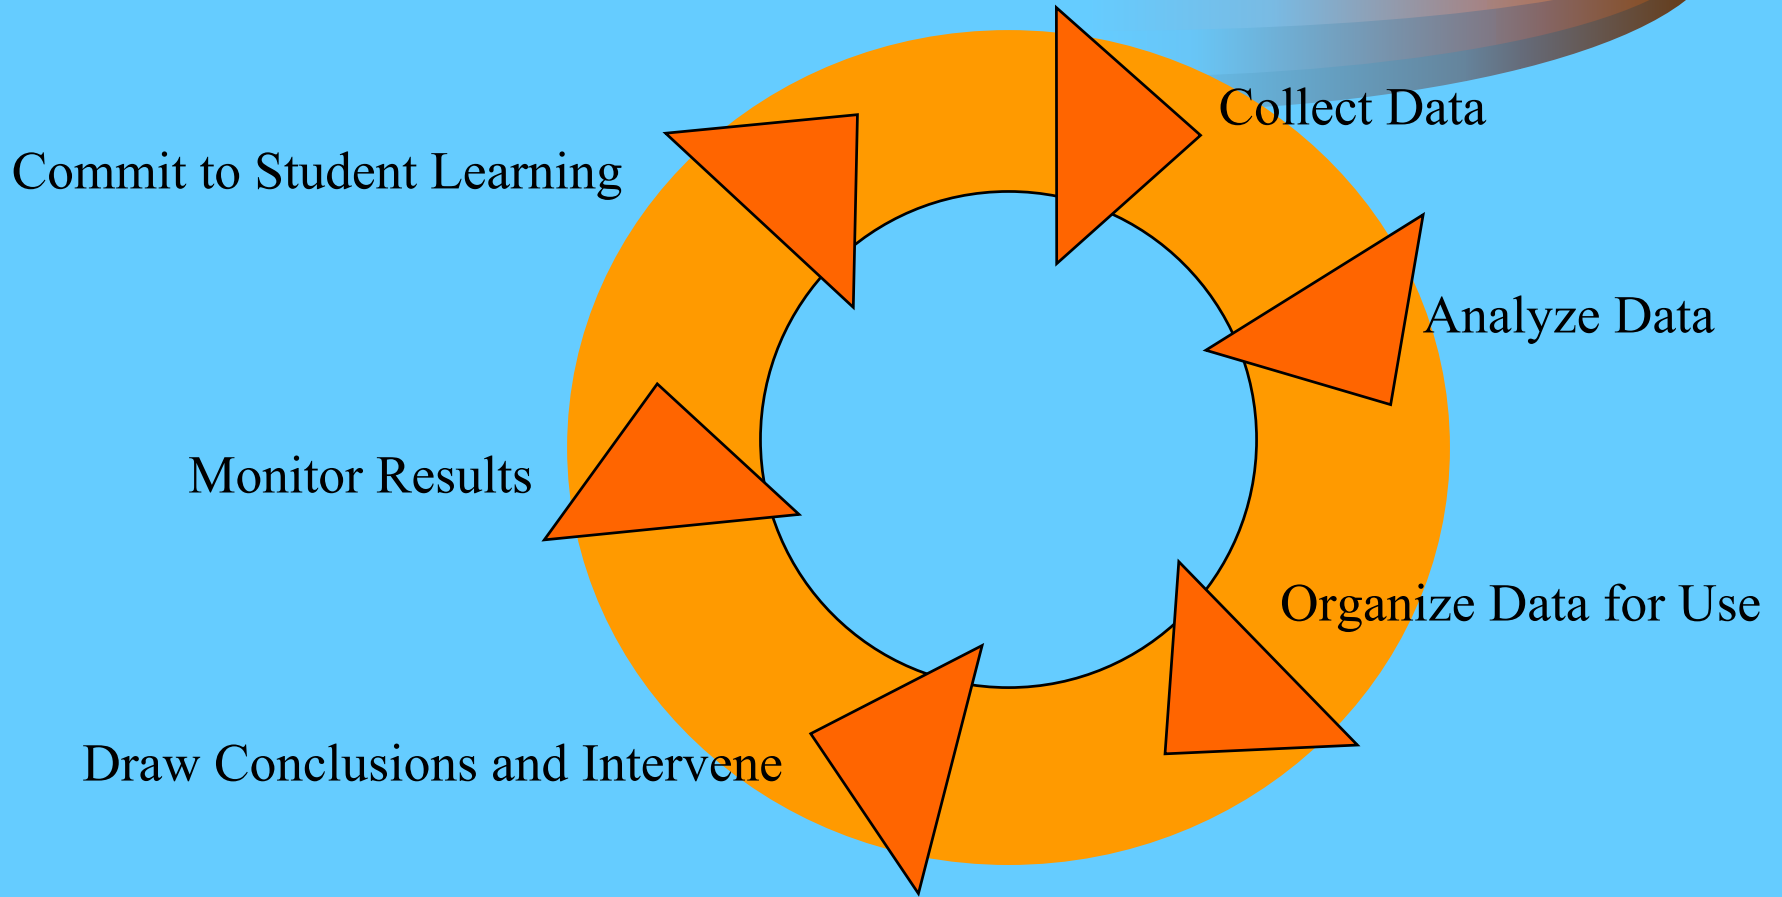 Collect Data
Commit to Student Learning
Analyze Data
Monitor Results
Organize Data for Use
Draw Conclusions and Intervene